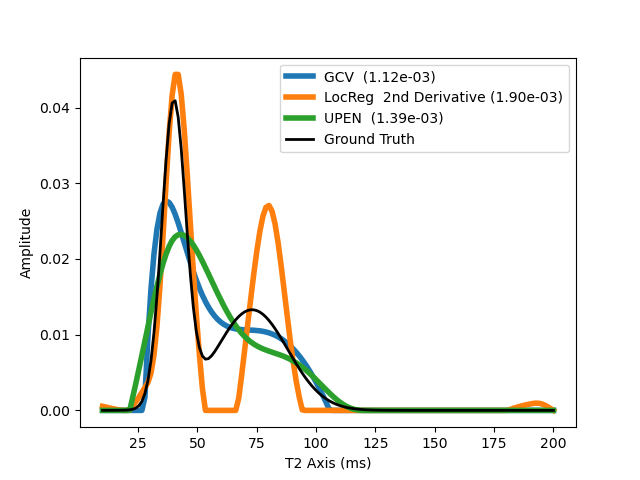 GCV  (1.12e-03)
LocReg  2nd Derivative (1.90e-03)
UPEN  (1.39e-03)
Ground Truth
0.04
0.03
0.02
0.01
0.00
Amplitude
25 50 75 100 125 150 175 200
T2 Axis (ms)